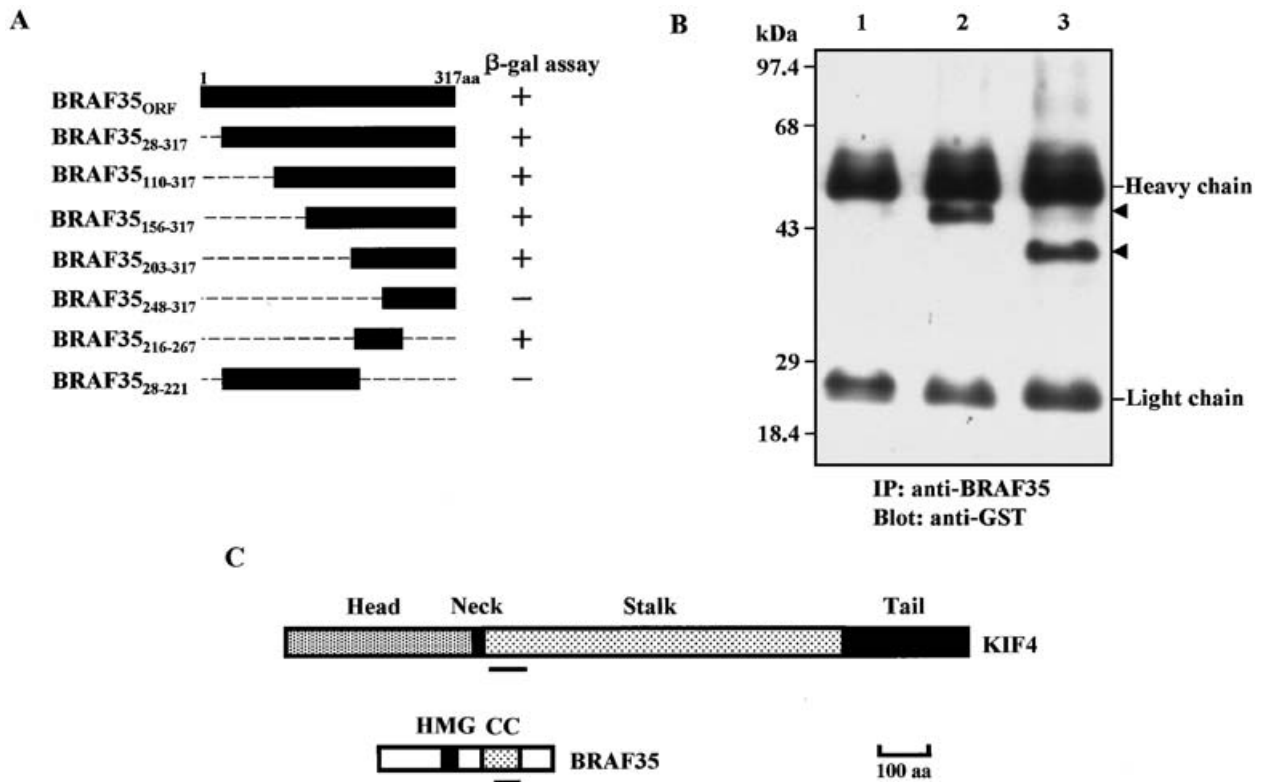 A
1 317aa β-gal assay
BRAF35ORF +
BRAF3528-317 +
BRAF35110-317 +
BRAF35156-317 +
BRAF35203-317 +
BRAF35248-317 −
BRAF35216-267 +
BRAF3528-221 −
B
kDa 1 2 3
97.4
68
Heavy chain
43
29
Light chain
18.4
IP: anti-BRAF35
Blot: anti-GST
C
Head Neck Stalk Tail
KIF4
HMG CC
BRAF35
100 aa